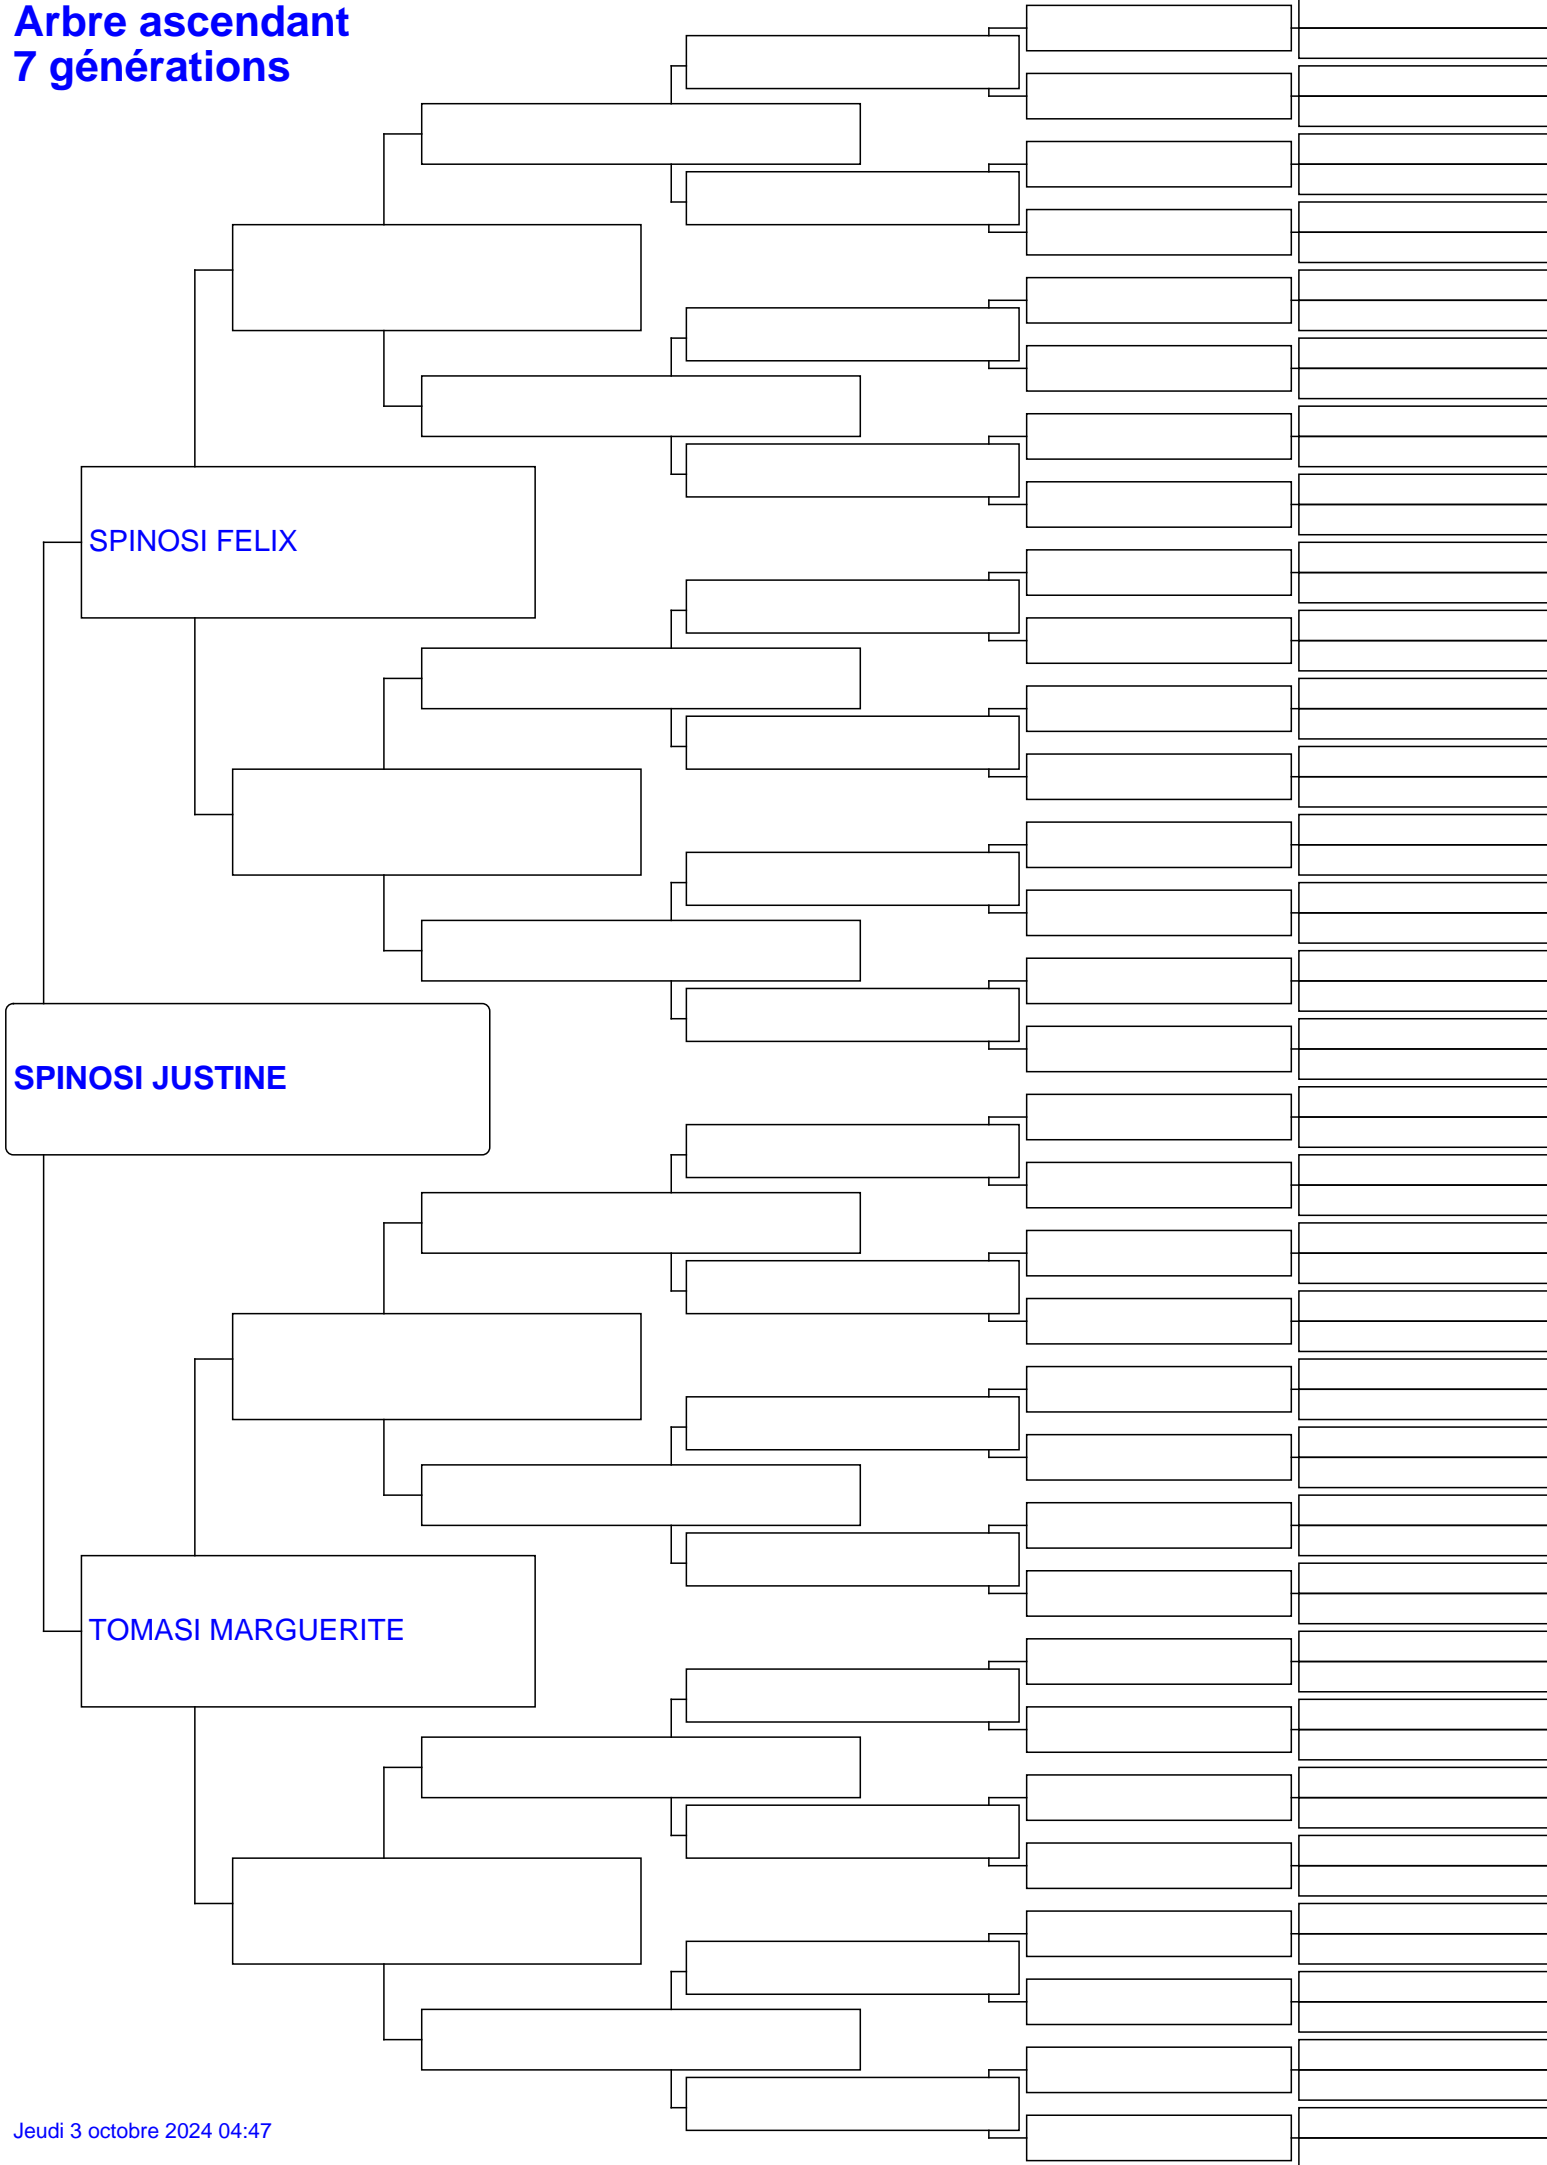 Arbre ascendant
7 générations
SPINOSI FELIX
SPINOSI JUSTINE
TOMASI MARGUERITE
Jeudi 3 octobre 2024 04:47